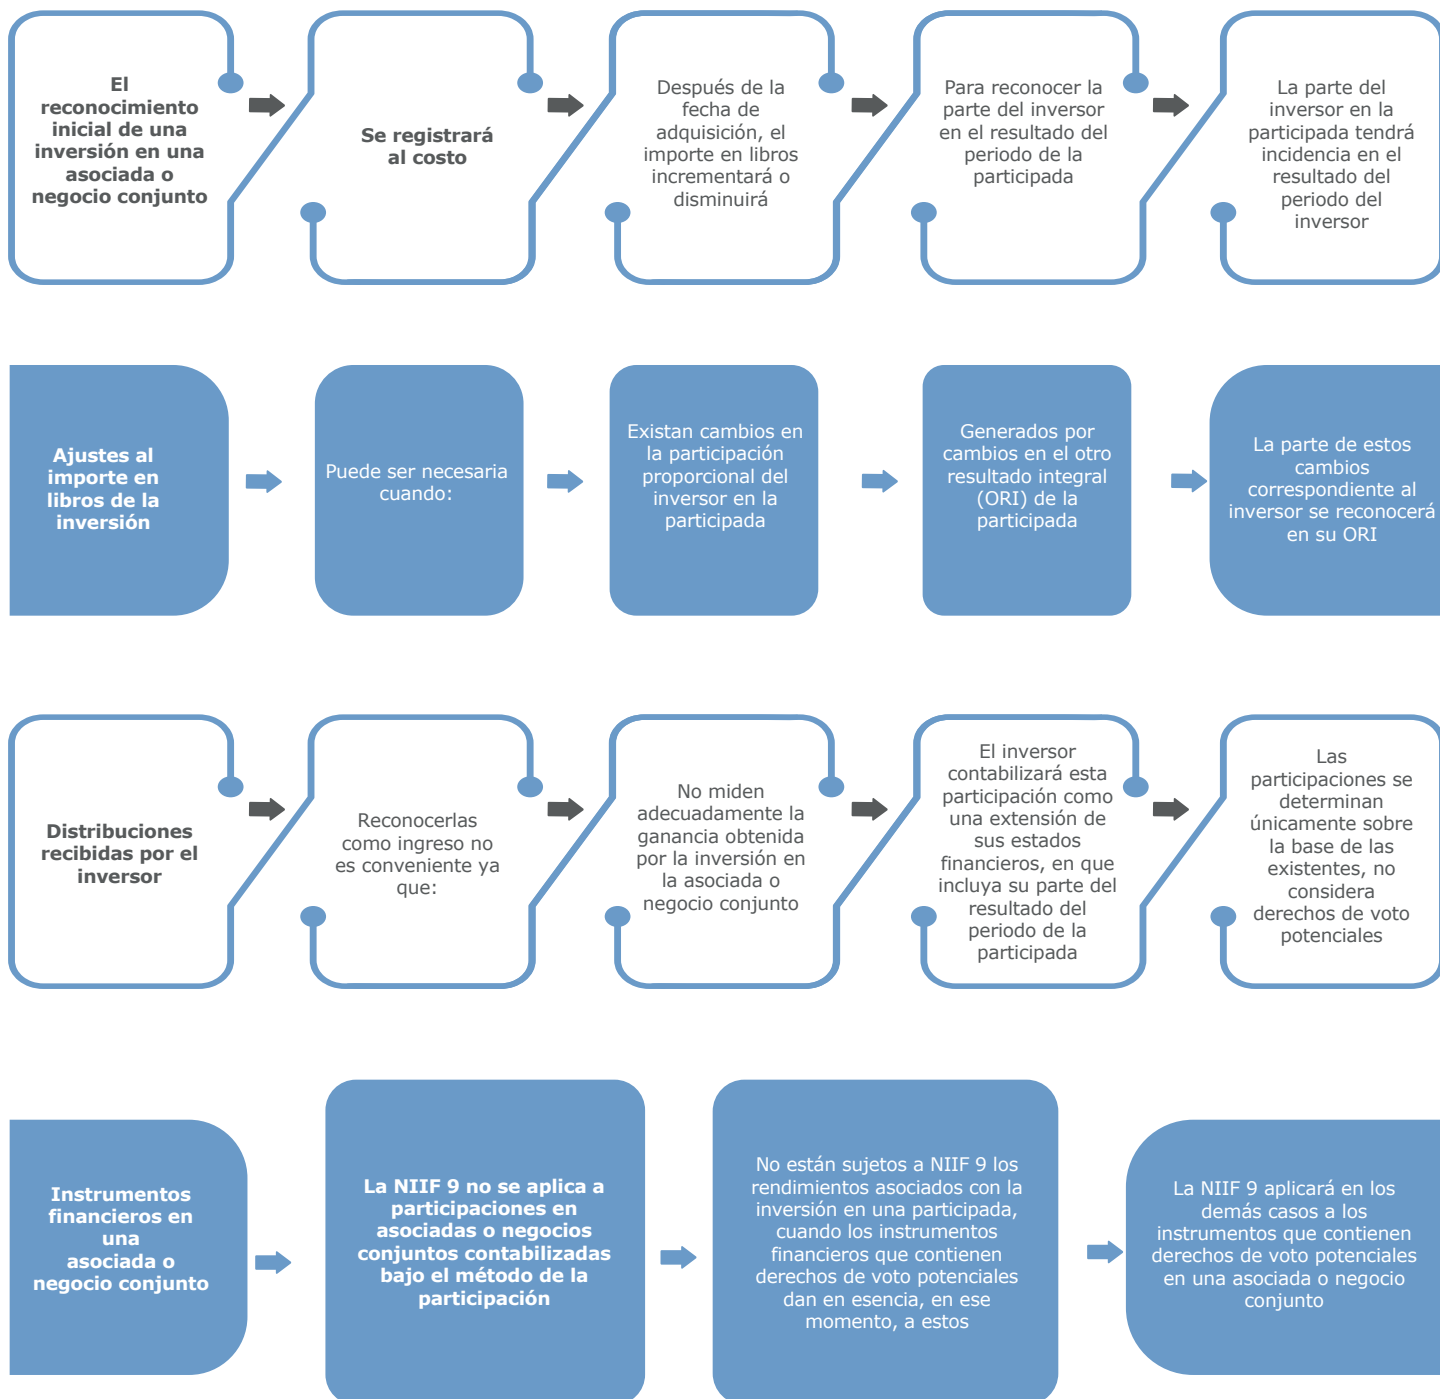 El
reconocimiento
inicial de una
inversión en una
asociada o
negocio conjunto
Se registrará
al costo
Después de la
fecha de
adquisición, el
importe en libros
incrementará o
disminuirá
Para reconocer la
parte del inversor
en el resultado del
periodo de la
participada
La parte del
inversor en la
participada tendrá
incidencia en el
resultado del
periodo del
inversor
Ajustes al
importe en
libros de la
inversión
Puede ser necesaria
cuando:
Existan cambios en
la participación
proporcional del
inversor en la
participada
Generados por
cambios en el otro
resultado integral
(ORI) de la
participada
La parte de estos
cambios
correspondiente al
inversor se reconocerá
en su ORI
Distribuciones
recibidas por el
inversor
Reconocerlas
como ingreso no
es conveniente ya
que:
No miden
adecuadamente la
ganancia obtenida
por la inversión en
la asociada o
negocio conjunto
El inversor
contabilizará esta
participación como
una extensión de
sus estados
financieros, en que
incluya su parte del
resultado del
periodo de la
participada
Las
participaciones se
determinan
únicamente sobre
la base de las
existentes, no
considera
derechos de voto
potenciales
Instrumentos
financieros en
una
asociada o
negocio conjunto
La NIIF 9 no se aplica a
participaciones en
asociadas o negocios
conjuntos contabilizadas
bajo el método de la
participación
No están sujetos a NIIF 9 los
rendimientos asociados con la
inversión en una participada,
cuando los instrumentos
financieros que contienen
derechos de voto potenciales
dan en esencia, en ese
momento, a estos
La NIIF 9 aplicará en los
demás casos a los
instrumentos que contienen
derechos de voto potenciales
en una asociada o negocio
conjunto